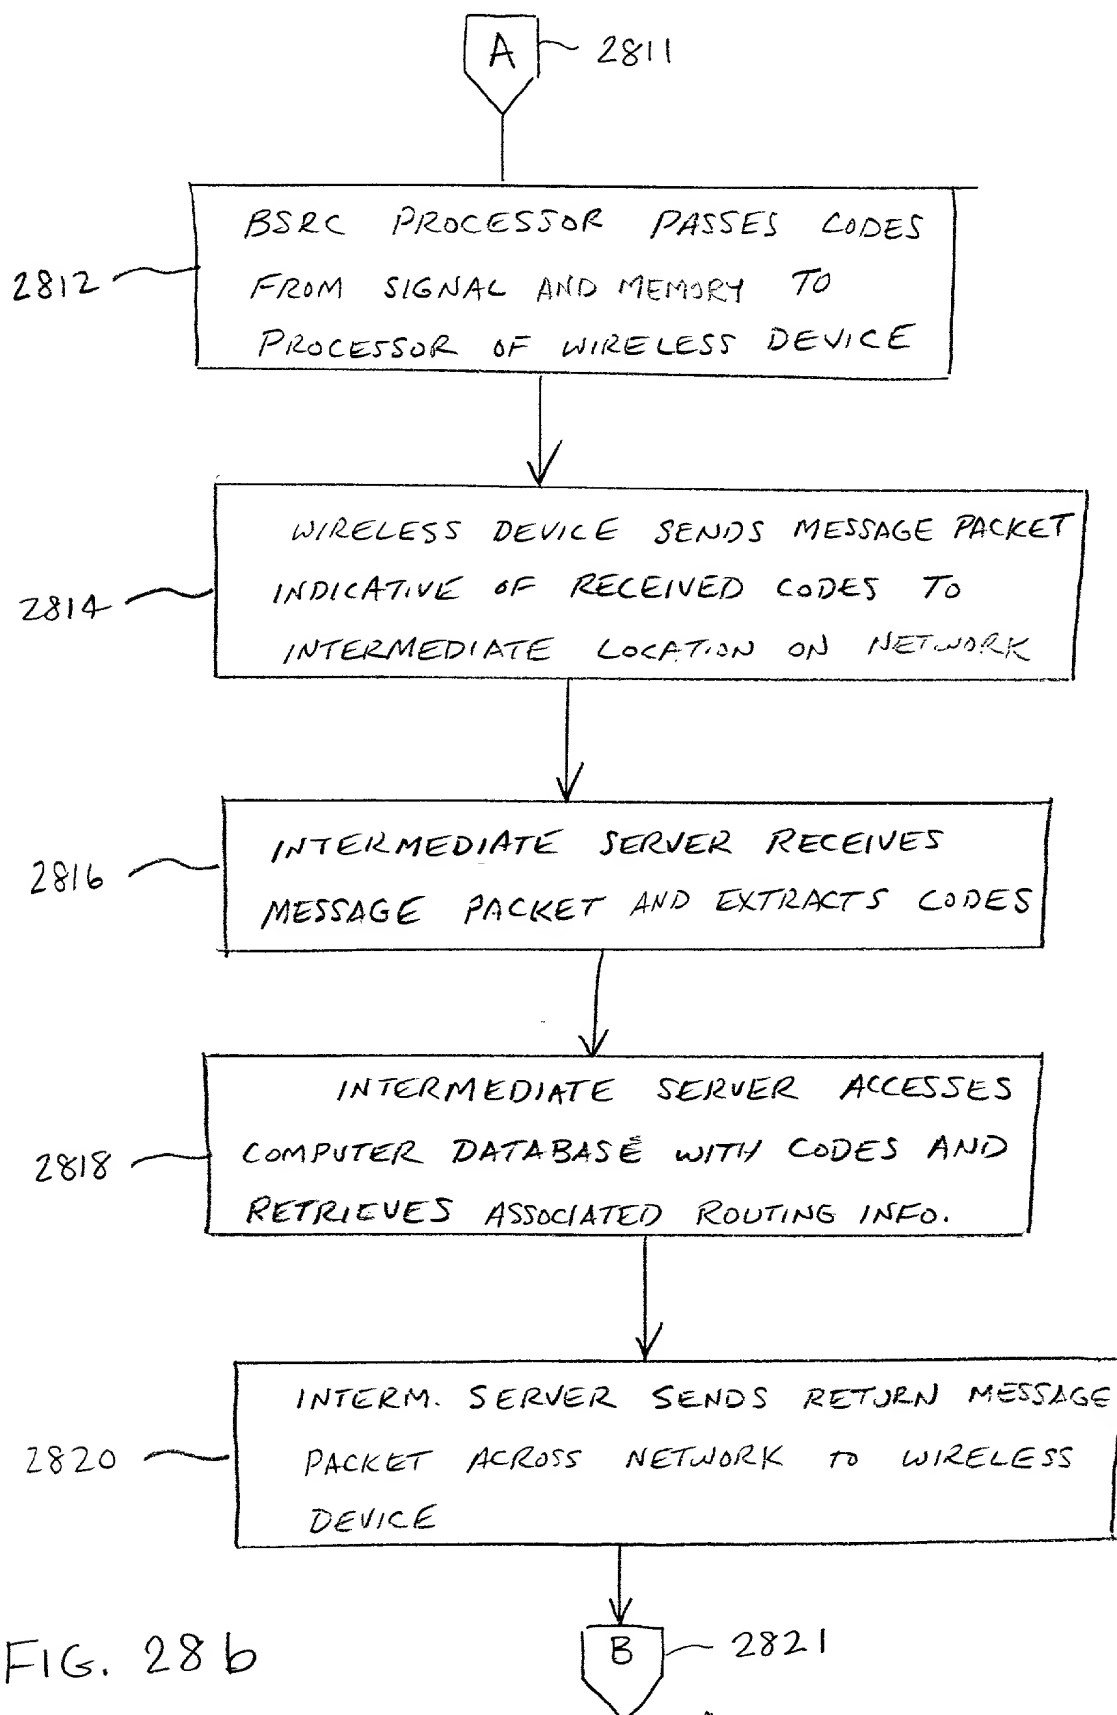 A 2811
BSRC PROCESSOR PASSES CODES
2812 FROM SIGNAL AND MEMORY TO
PROCESSOR OF WIRELESS DEVICE
WIRELESS DEVICE SENDS MESSAGE PACKET
2814 INDICATIVE OF RECEIVED CODES TO
INTERMEDIATE LOCATION ON NETWORK
INTERMEDIATE SERVER RECEIVES
2816 MESSAGE PACKET AND EXTRACTS CODES
INTERMEDIATE SERVER ACCESSES
2818 COMPUTER DATABASE WITH CODES AND
RETRIEVES ASSOCIATED ROUTING INFO.
INTERM. SERVER SENDS RETURN MESSAGE
2820 PACKET ACROSS NETWORK TO WIRELESS
DEVICE
B 2821
FIG. 28b